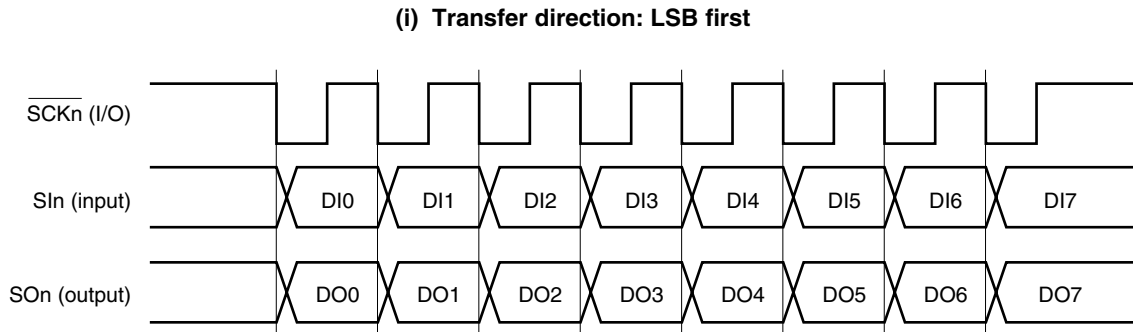 (i) Transfer direction: LSB first
SCKn (I/O)
SIn (input)
DI0 DI1 DI2 DI3 DI4 DI5 DI6 DI7
SOn (output)
DO0 DO1 DO2 DO3 DO4 DO5 DO6 DO7